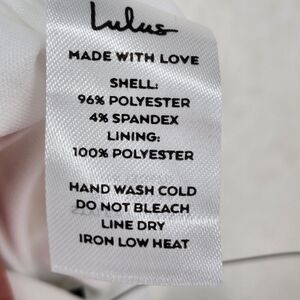 Lulus
MADE WITH LOVE
SHELL:
96% POLYESTER
4% SPANDEX
LINING:
100% POLYESTER
HAND WASH COLD
DO NOT BLEACH
LINE DRY
IRON LOW HEAT